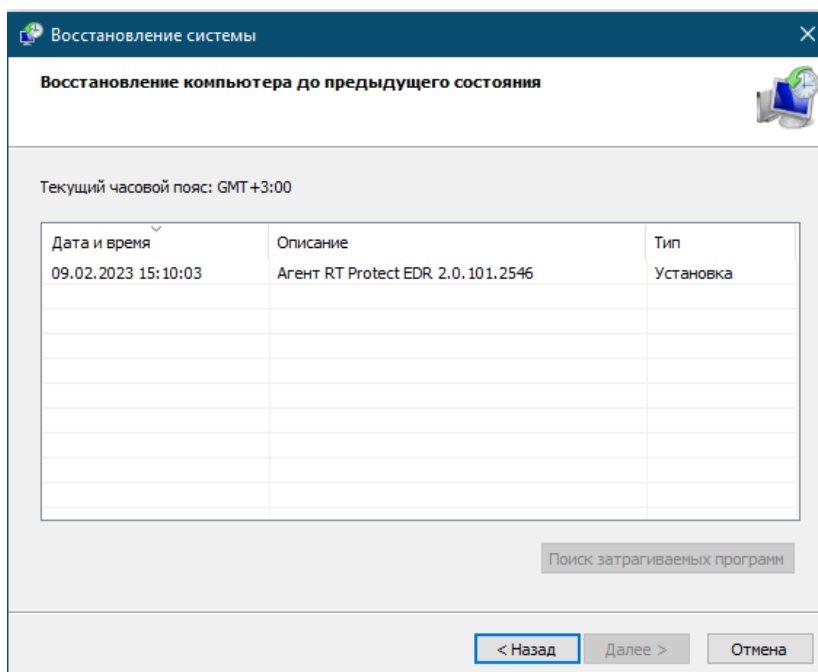 Восстановление системы
Восстановление компьютера до предыдущего состояния
Текущий часовой пояс: GMT+3:00
Дата и время Описание Тип
09.02.2023 15:10:03 Агент RT Protect EDR 2.0.101.2546 Установка
Поиск затрагиваемых программ
< Назад Далее > Отмена